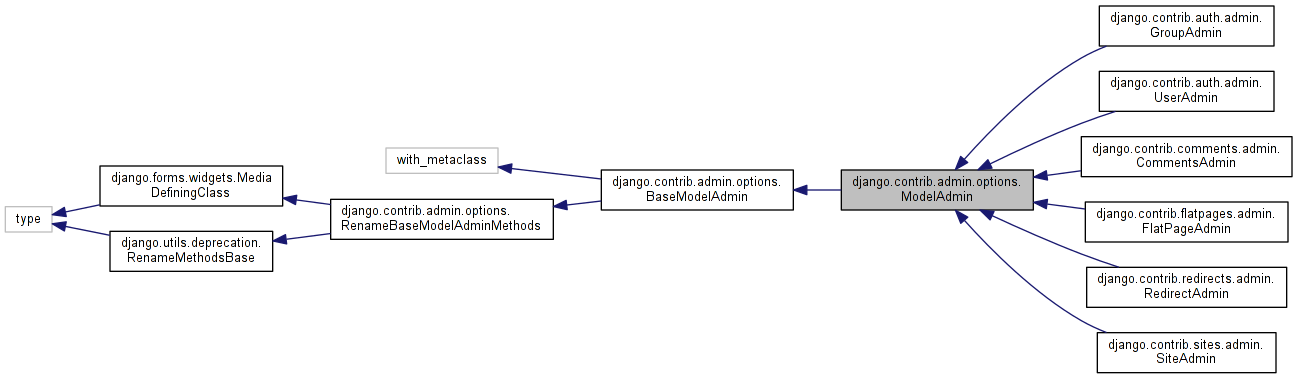 type
django.forms.widgets.Media
DefiningClass
django.utils.deprecation.
RenameMethodsBase
with_metaclass
django.contrib.admin.options.
RenameBaseModelAdminMethods
django.contrib.admin.options.
BaseModelAdmin
django.contrib.admin.options.
ModelAdmin
django.contrib.auth.admin.
GroupAdmin
django.contrib.auth.admin.
UserAdmin
django.contrib.comments.admin.
CommentsAdmin
django.contrib.flatpages.admin.
FlatPageAdmin
django.contrib.redirects.admin.
RedirectAdmin
django.contrib.sites.admin.
SiteAdmin